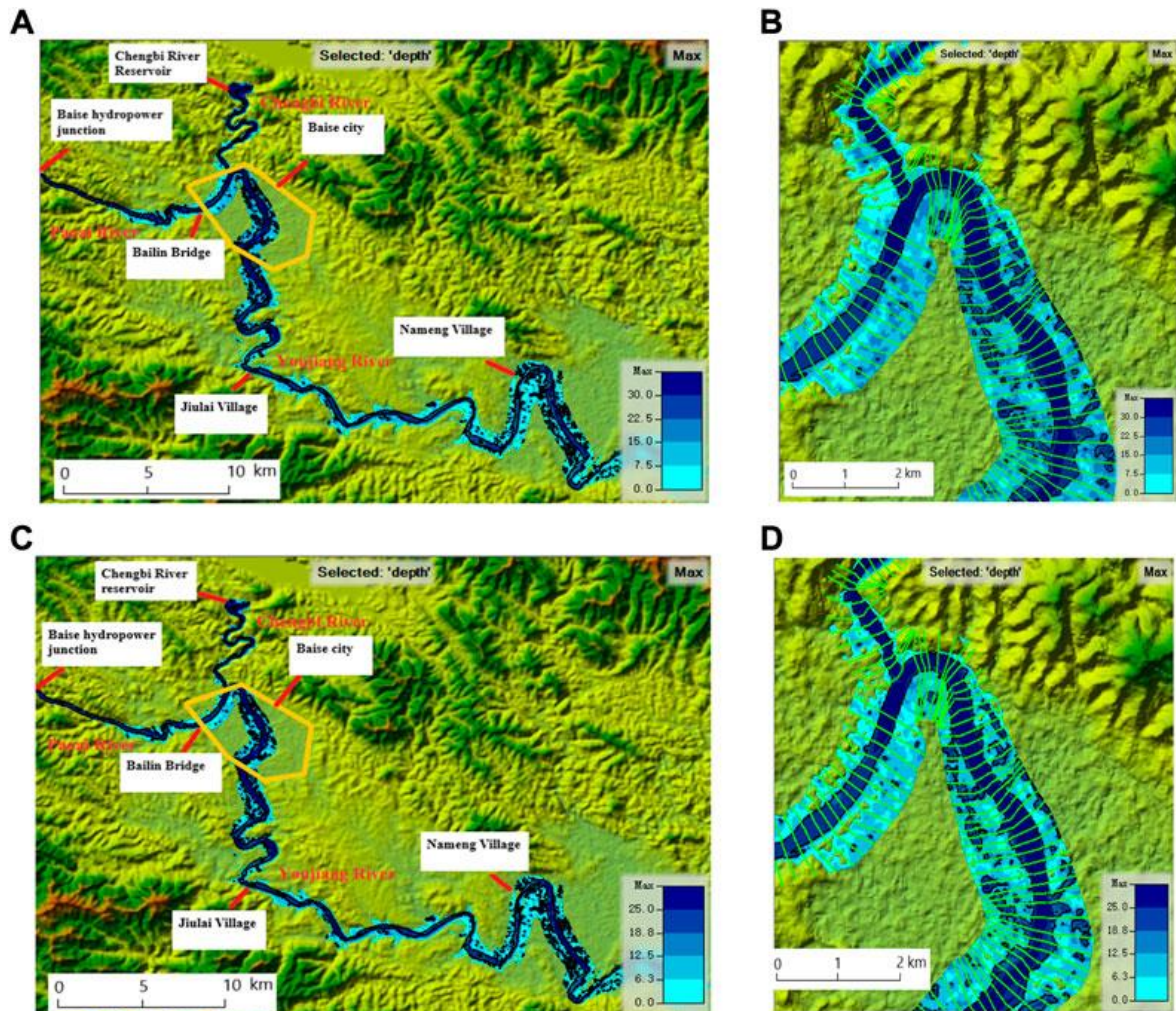 A
Selected: 'depth'
Max
Chengbi River
Reservoir
Chengbi River
Baise hydropower
junction
Baise city
Bailin Bridge
Nameng Village
Youjiang River
Jiulai Village
Max
30.0
22.5
15.0
7.5
0.0
0 5 10 km
B
Selected: 'depth'
Max
Max
30.0
22.5
15.0
7.5
0.0
0 1 2 km
C
Selected: 'depth'
Max
Chengbi River
reservoir
Chengbi River
Baise hydropower
junction
Baise city
Bailin Bridge
Nameng Village
Youjiang River
Jiulai Village
Max
25.0
18.8
12.5
6.3
0.0
0 5 10 km
D
Selected: 'depth'
Max
Max
25.0
18.8
12.5
6.3
0.0
0 1 2 km